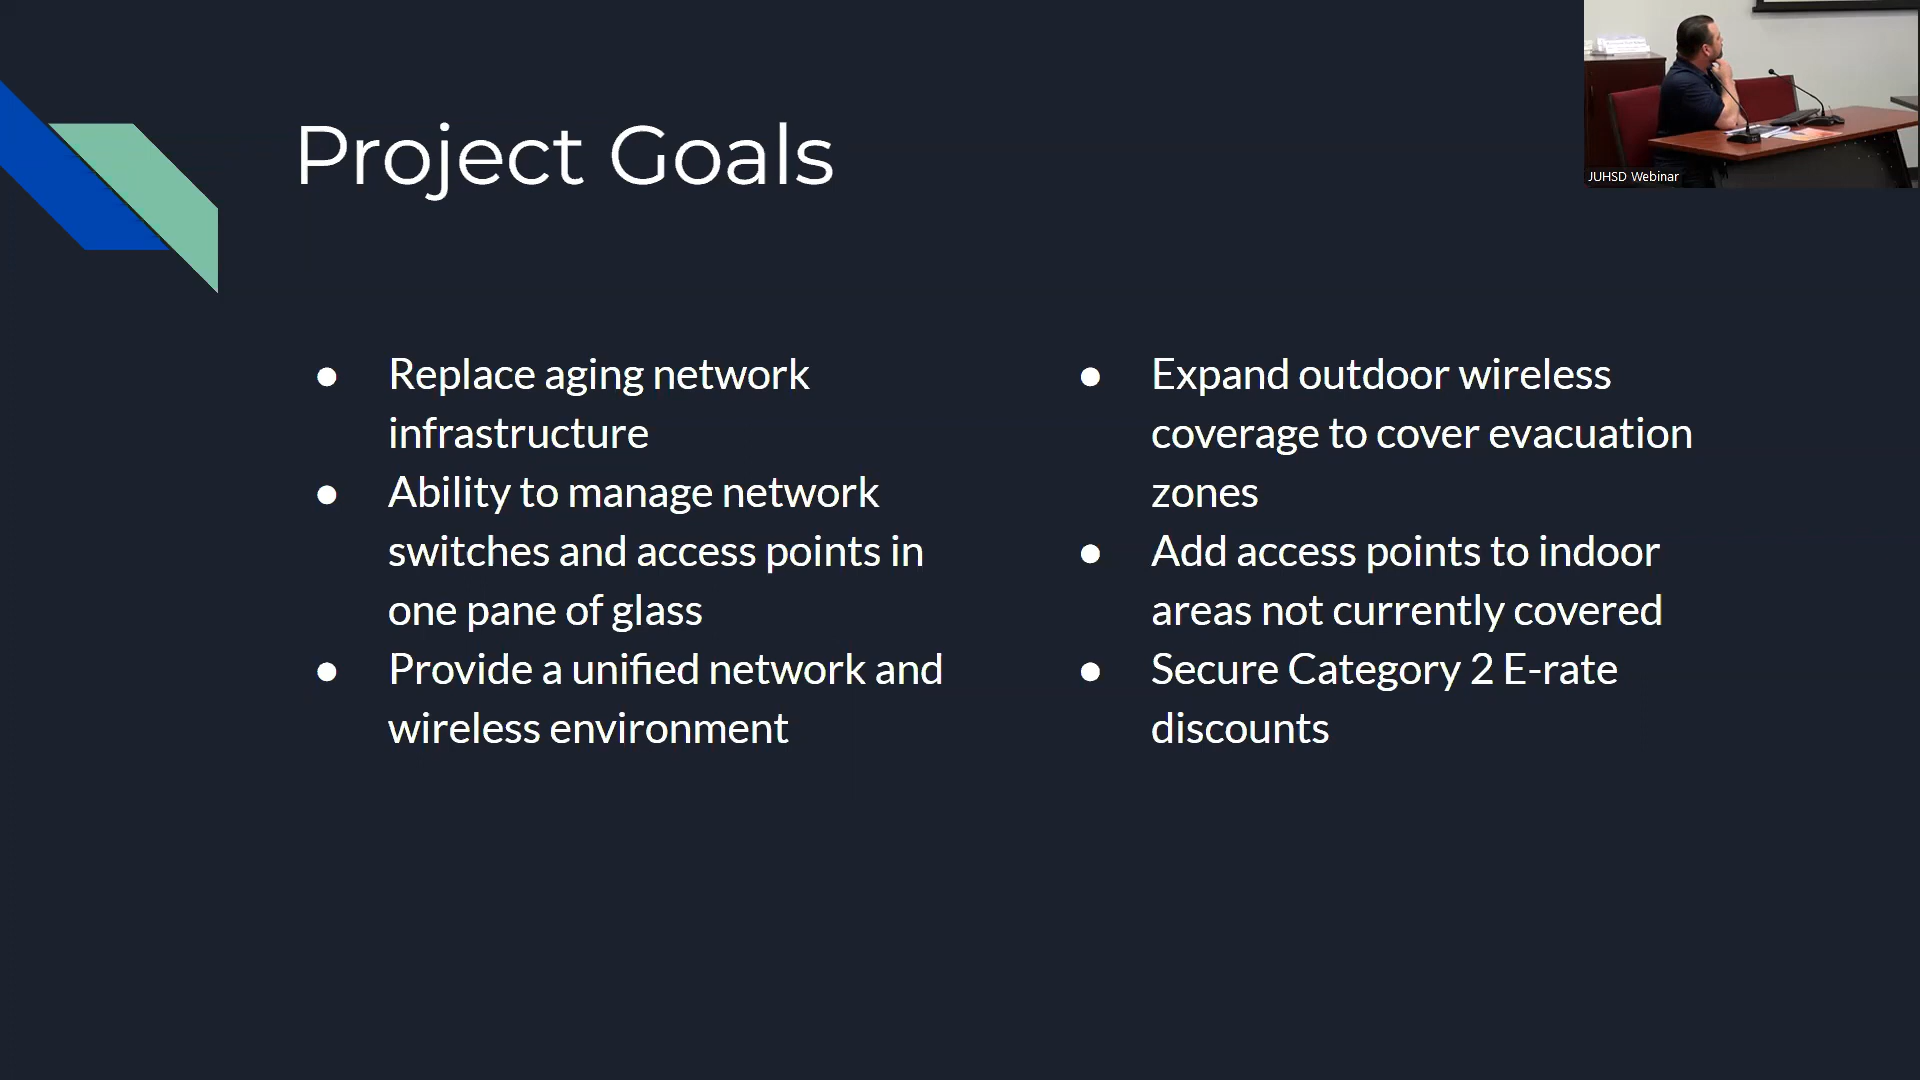 Project Goals
● Replace aging network
infrastructure
● Ability to manage network
switches and access points in
one pane of glass
● Provide a unified network and
wireless environment
● Expand outdoor wireless
coverage to cover evacuation
zones
● Add access points to indoor
areas not currently covered
● Secure Category 2 E-rate
discounts
JUHSD Webinar